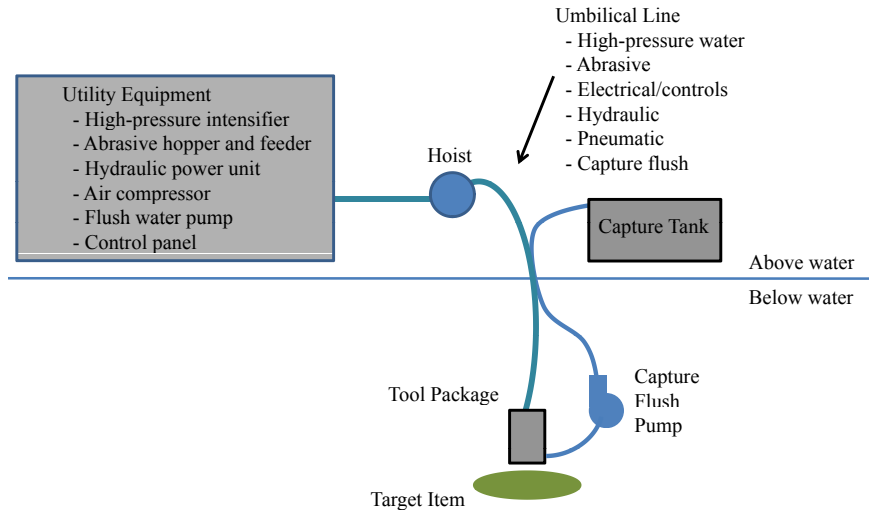 Umbilical Line
- High-pressure water
- Abrasive
- Electrical/controls
- Hydraulic
- Pneumatic
- Capture flush
Utility Equipment
- High-pressure intensifier
- Abrasive hopper and feeder
- Hydraulic power unit
- Air compressor
- Flush water pump
- Control panel
Hoist
Capture Tank
Above water
Below water
Tool Package
Capture
Flush
Pump
Target Item